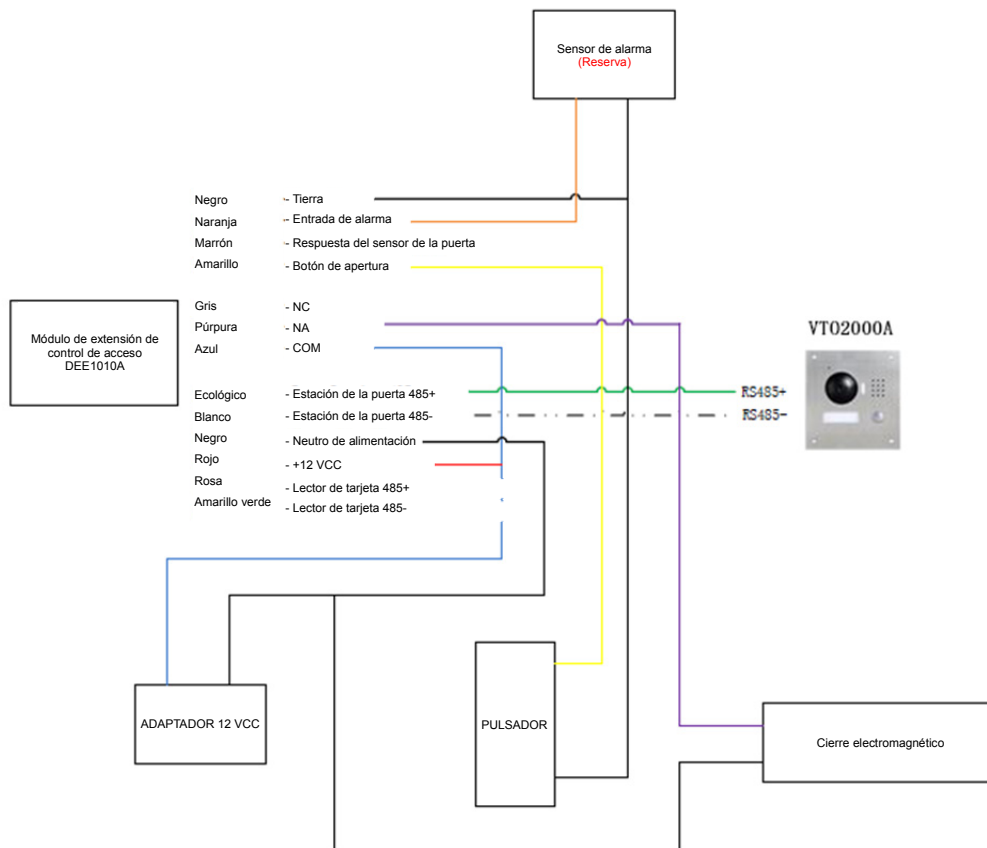 Sensor de alarma
(Reserva)
Negro - Tierra
Naranja - Entrada de alarma
Marrón - Respuesta del sensor de la puerta
Amarillo - Botón de apertura
Módulo de extensión de
control de acceso
DEE1010A
Gris - NC
Púrpura - NA
Azul - COM
VTO2000A
Ecológico - Estación de la puerta 485+
RS485+
Blanco - Estación de la puerta 485-
RS485-
Negro - Neutro de alimentación
Rojo - +12 VCC
Rosa - Lector de tarjeta 485+
Amarillo verde - Lector de tarjeta 485-
ADAPTADOR 12 VCC
PULSADOR
Cierre electromagnético